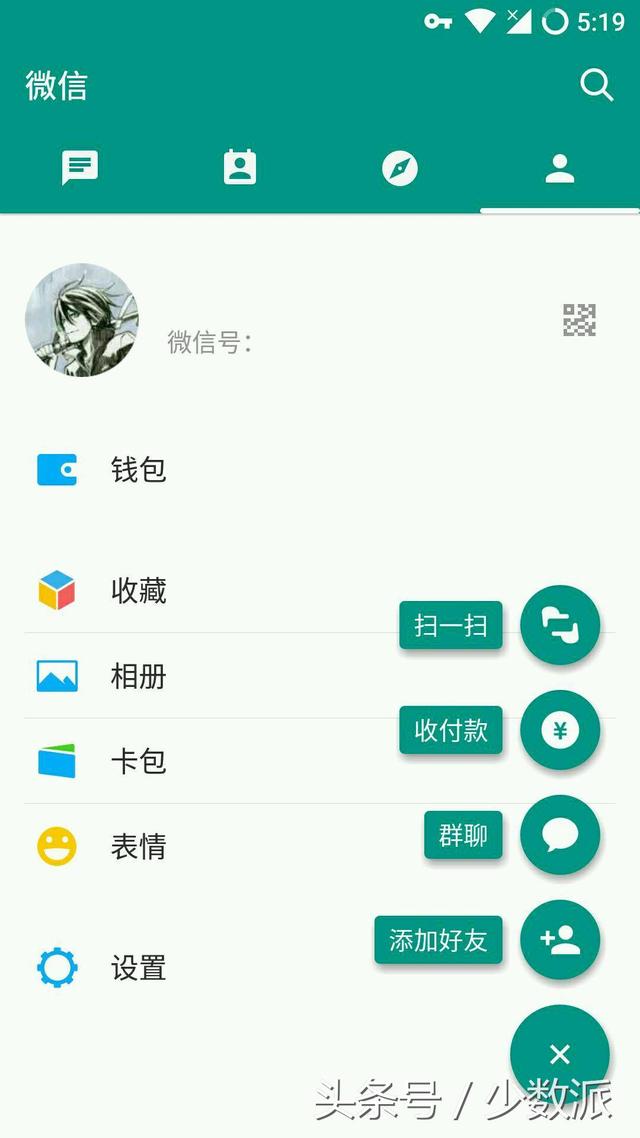 5:19
微信
微信号：
钱包
收藏
扫一扫
相册
收付款
卡包
群聊
表情
添加好友
设置
头条号 / 少数派